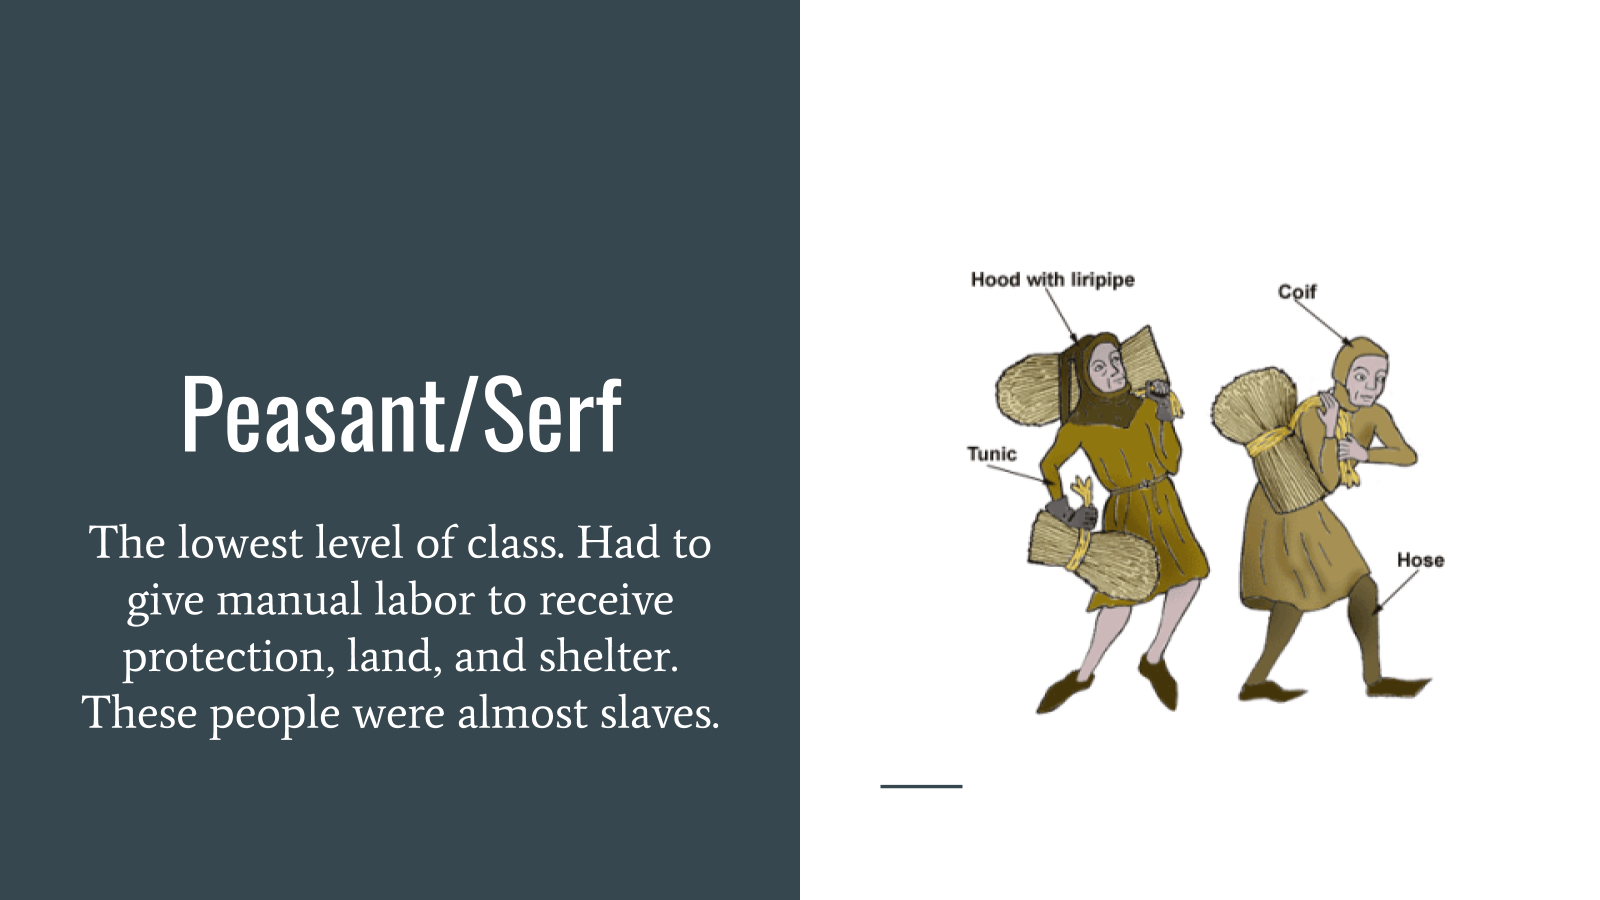 Peasant/Serf
The lowest level of class. Had to
give manual labor to receive
protection, land, and shelter.
These people were almost slaves.
Hood with liripipe
Coif
Tunic
Hose